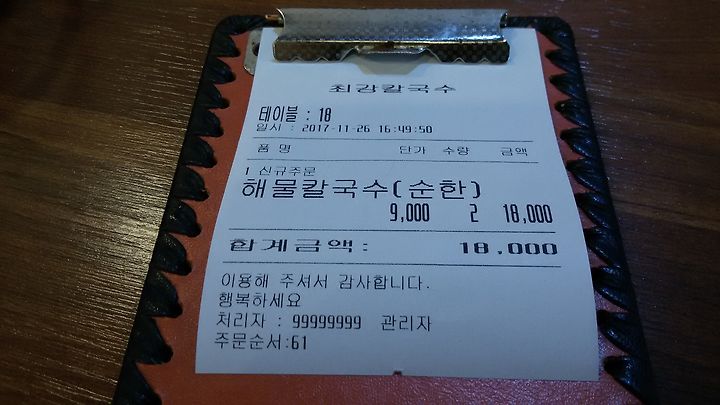 최강칼국수
테이블 : 18
일시 : 2017-11-26 16:49:50
품 명 단가 수량 금액
1 신규주문
해물칼국수(순한)
9,000 2 18,000
합계금액: 18,000
이용해 주셔서 감사합니다.
행복하세요
처리자 : 99999999 관리자
주문순서:61